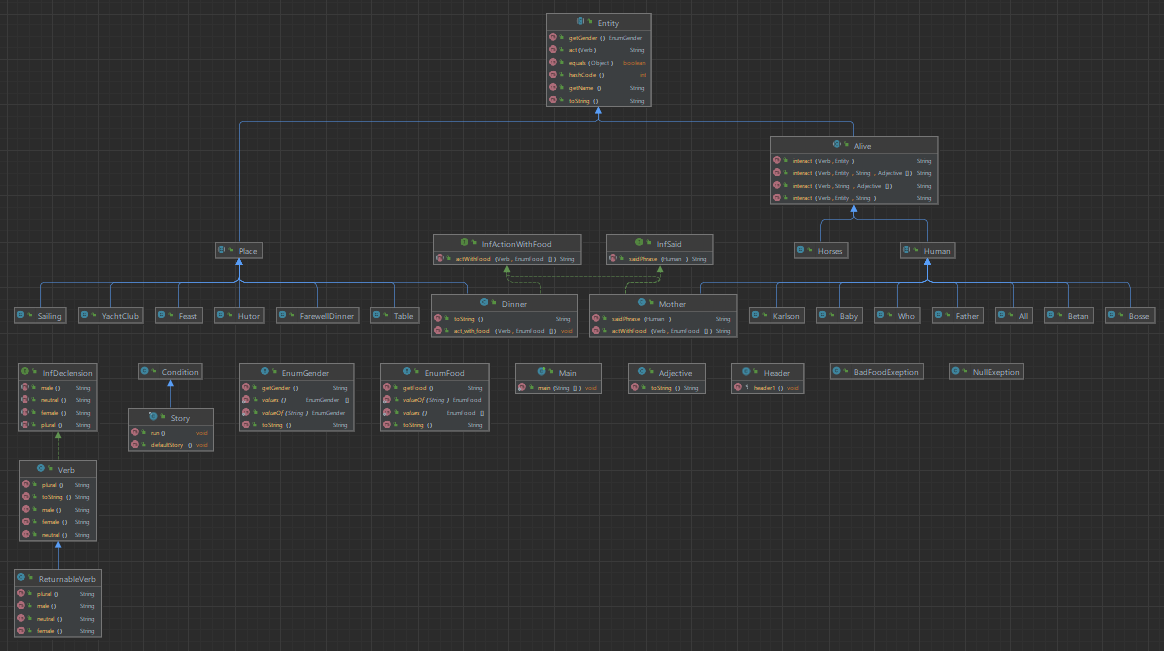 Entity
getGender () EnumGender
act (Verb) String
equals (Object) boolean
hashCode () int
getName () String
toString () String
Alive
interact (Verb, Entity) String
interact (Verb, Entity, String, Adjective []) String
interact (Verb, String, Adjective []) String
interact (Verb, Entity, String) String
Place
InfActionWithFood
actWithFood (Verb, EnumFood []) String
InfSaid
saidPhrase (Human) String
Horses
Human
Sailing
YachtClub
Feast
Hutor
FarewellDinner
Table
Dinner
toString () String
act_with_food (Verb, EnumFood []) void
Mother
saidPhrase (Human) String
actWithFood (Verb, EnumFood []) String
Karlson
Baby
Who
Father
All
Betan
Bosse
InfDeclension
male () String
neutral () String
female () String
plural () String
Condition
Story
run () void
defaultStory () void
EnumGender
getGender () String
values () EnumGender []
valueOf (String) EnumGender
toString () String
EnumFood
getFood () String
valueOf (String) EnumFood
values () EnumFood []
toString () String
Main
main (String []) void
Adjective
toString () String
Header
header1 () String
BadFoodExeption
NullExeption
Verb
plural () String
toString () String
male () String
female () String
neutral () String
ReturnableVerb
plural () String
male () String
neutral () String
female () String